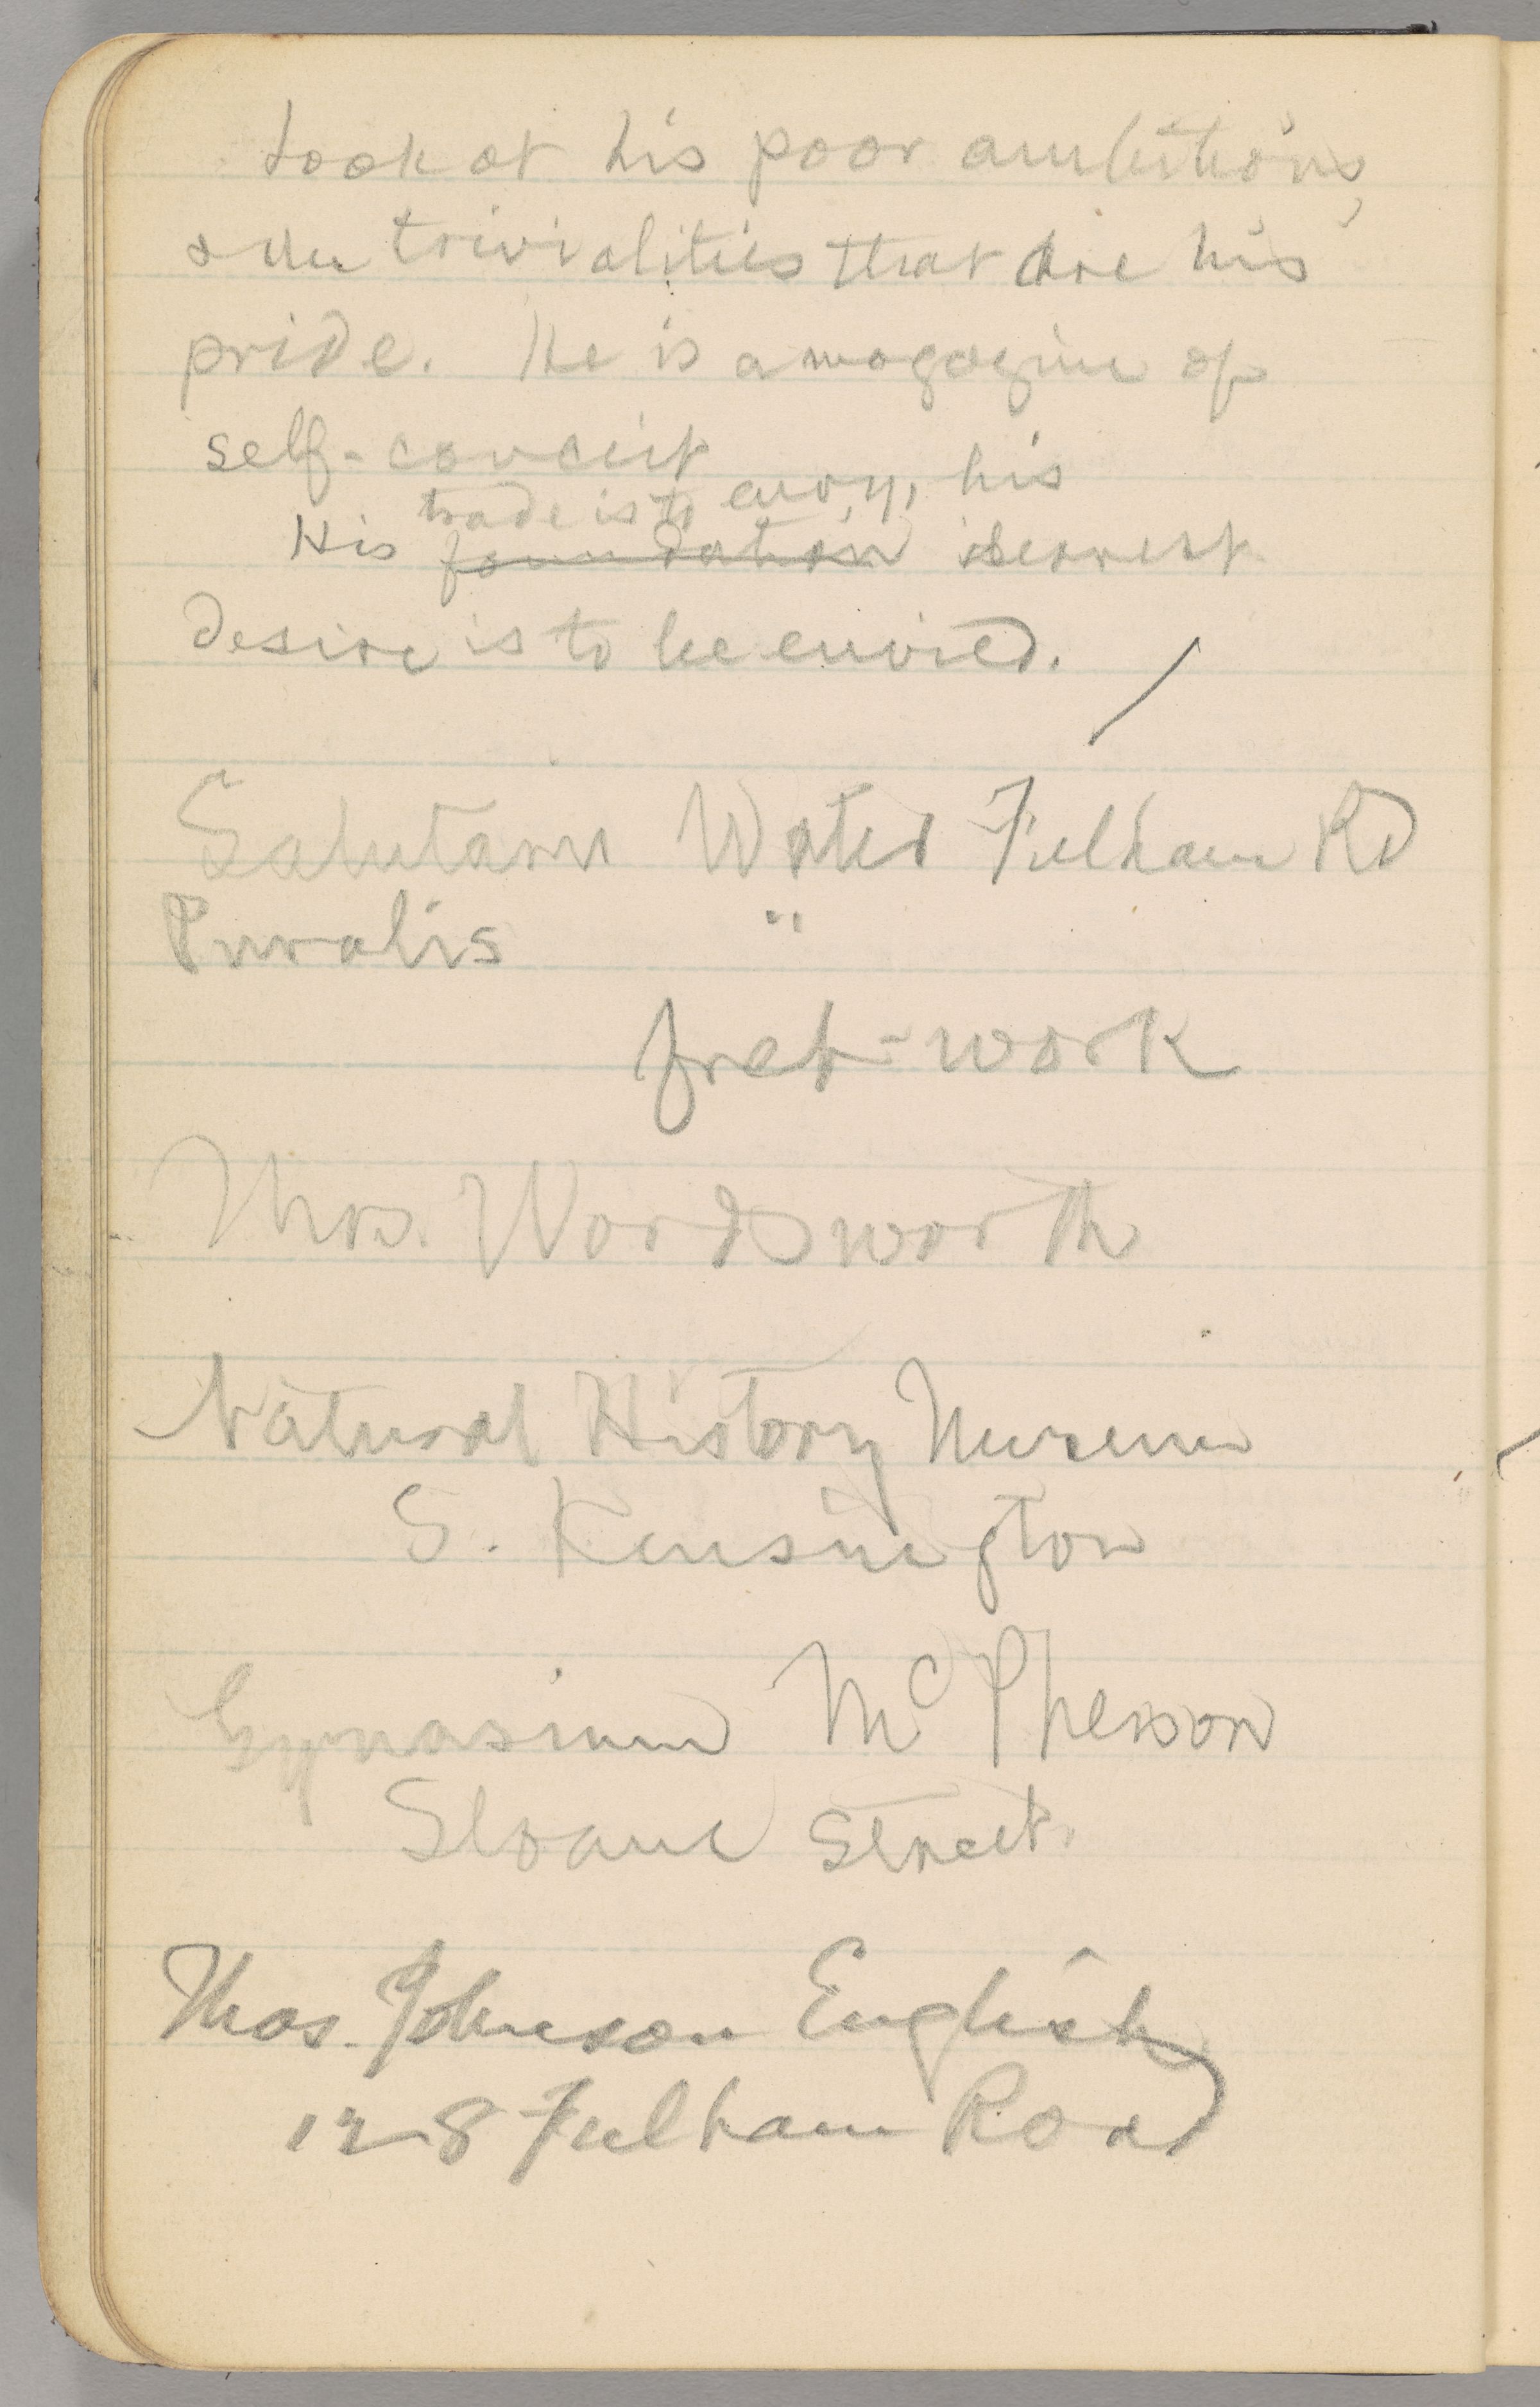 Look at his poor ambitions,
& the trivialities that are his
pride. He is a magazine of
self-conceit
trade is to envy, his
His foundation dearest
desire is to be envied.
Salutaris Water Fulham Rd
Puralis "
fret-work
Mrs. Wordsworth
Natural History Museum
S. Kensington
Gymnasium McPherson
Sloane Street.
Thos. Johnson English
128 Fulham Road